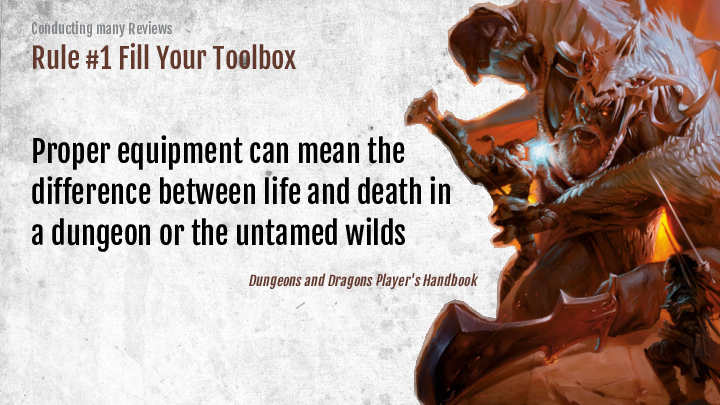 Conducting many Reviews
Rule #1 Fill Your Toolbox
Proper equipment can mean the
difference between life and death in
a dungeon or the untamed wilds
Dungeons and Dragons Player's Handbook